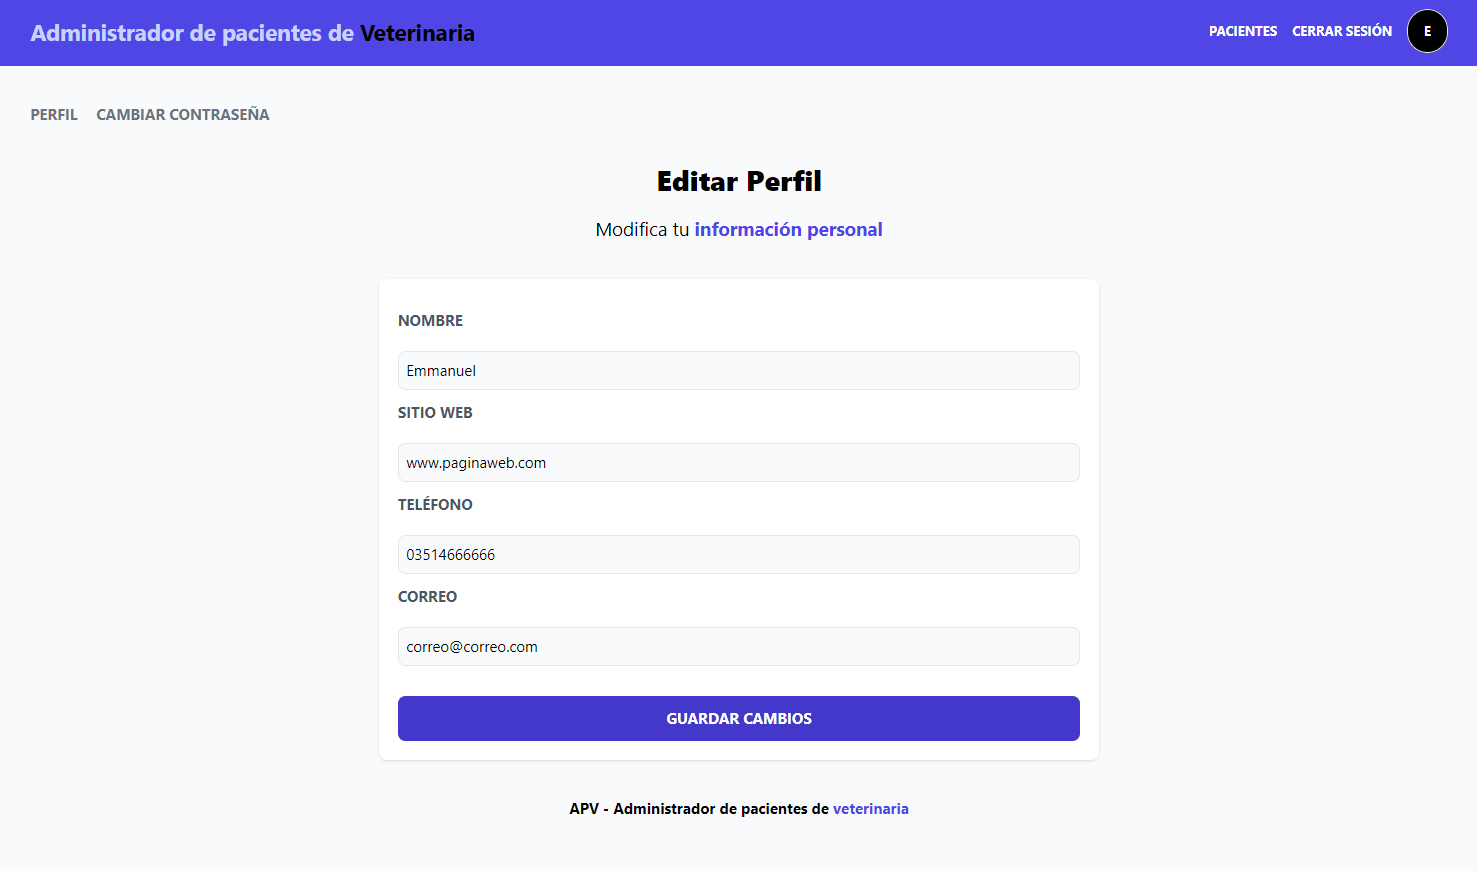 Administrador de pacientes de Veterinaria
PACIENTES CERRAR SESIÓN E
PERFIL CAMBIAR CONTRASEÑA
Editar Perfil
Modifica tu información personal
NOMBRE
Emmanuel
SITIO WEB
www.paginaweb.com
TELÉFONO
03514666666
CORREO
correo@correo.com
GUARDAR CAMBIOS
APV - Administrador de pacientes de veterinaria